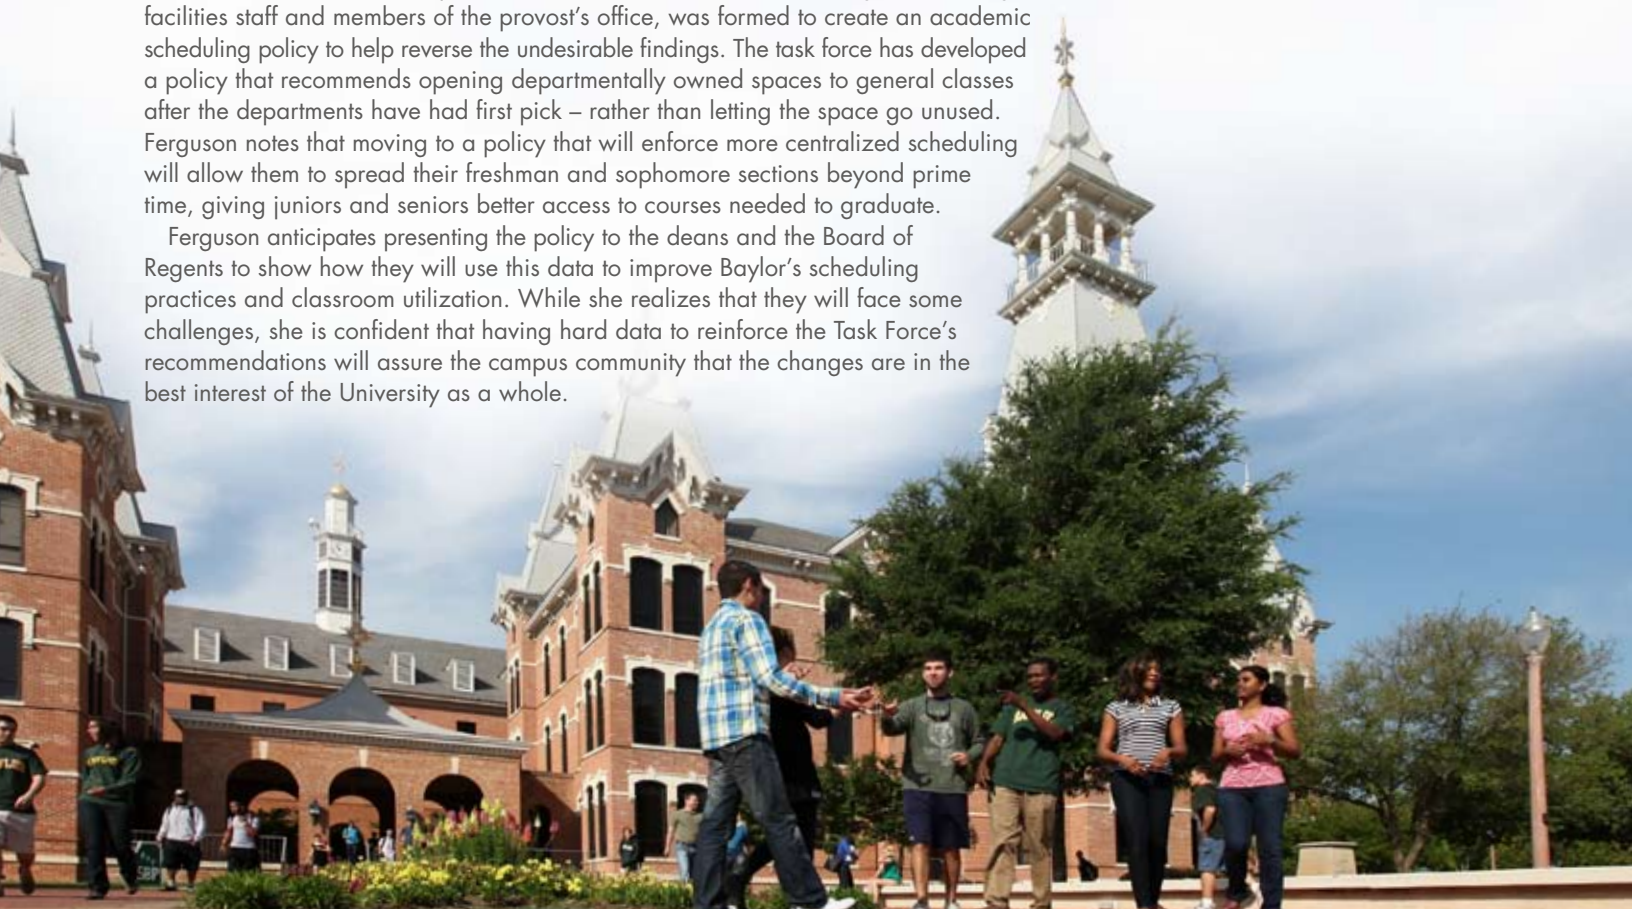 facilities staff and members of the provost’s office, was formed to create an academic
scheduling policy to help reverse the undesirable findings. The task force has developed
a policy that recommends opening departmentally owned spaces to general classes
after the departments have had first pick – rather than letting the space go unused.
Ferguson notes that moving to a policy that will enforce more centralized scheduling
will allow them to spread their freshman and sophomore sections beyond prime
time, giving juniors and seniors better access to courses needed to graduate.
Ferguson anticipates presenting the policy to the deans and the Board of
Regents to show how they will use this data to improve Baylor’s scheduling
practices and classroom utilization. While she realizes that they will face some
challenges, she is confident that having hard data to reinforce the Task Force’s
recommendations will assure the campus community that the changes are in the
best interest of the University as a whole.